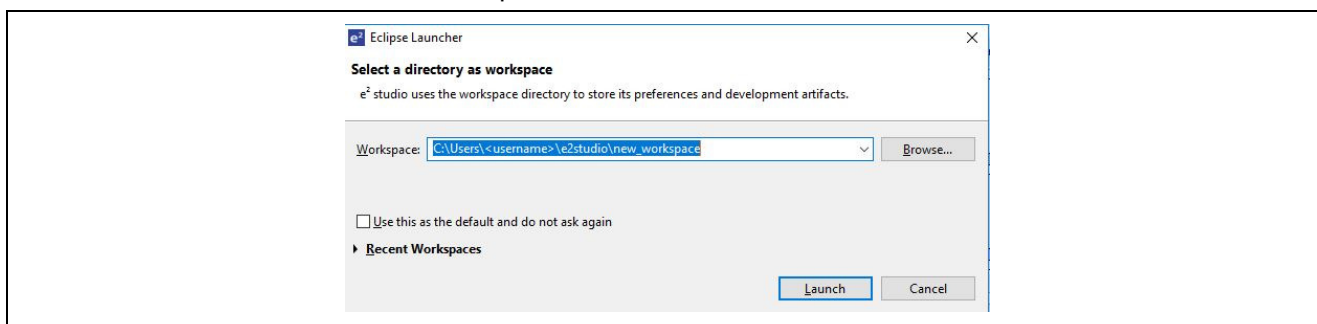 e² Eclipse Launcher
Select a directory as workspace
e² studio uses the workspace directory to store its preferences and development artifacts.
Workspace: C:\Users\<username>\e2studio\new_workspace Browse...
Use this as the default and do not ask again
Recent Workspaces
Launch Cancel